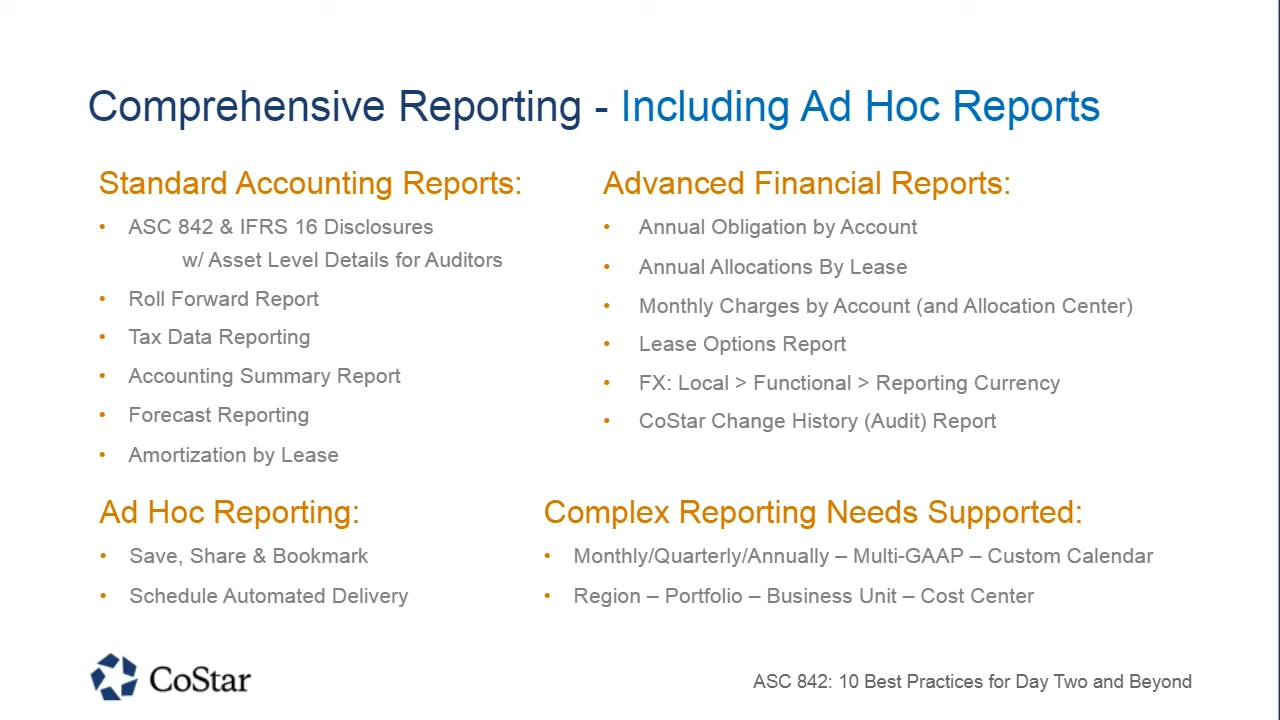 Comprehensive Reporting - Including Ad Hoc Reports
Standard Accounting Reports:
• ASC 842 & IFRS 16 Disclosures
w/ Asset Level Details for Auditors
• Roll Forward Report
• Tax Data Reporting
• Accounting Summary Report
• Forecast Reporting
• Amortization by Lease
Advanced Financial Reports:
• Annual Obligation by Account
• Annual Allocations By Lease
• Monthly Charges by Account (and Allocation Center)
• Lease Options Report
• FX: Local > Functional > Reporting Currency
• CoStar Change History (Audit) Report
Ad Hoc Reporting:
• Save, Share & Bookmark
• Schedule Automated Delivery
Complex Reporting Needs Supported:
• Monthly/Quarterly/Annually – Multi-GAAP – Custom Calendar
• Region – Portfolio – Business Unit – Cost Center
CoStar
ASC 842: 10 Best Practices for Day Two and Beyond